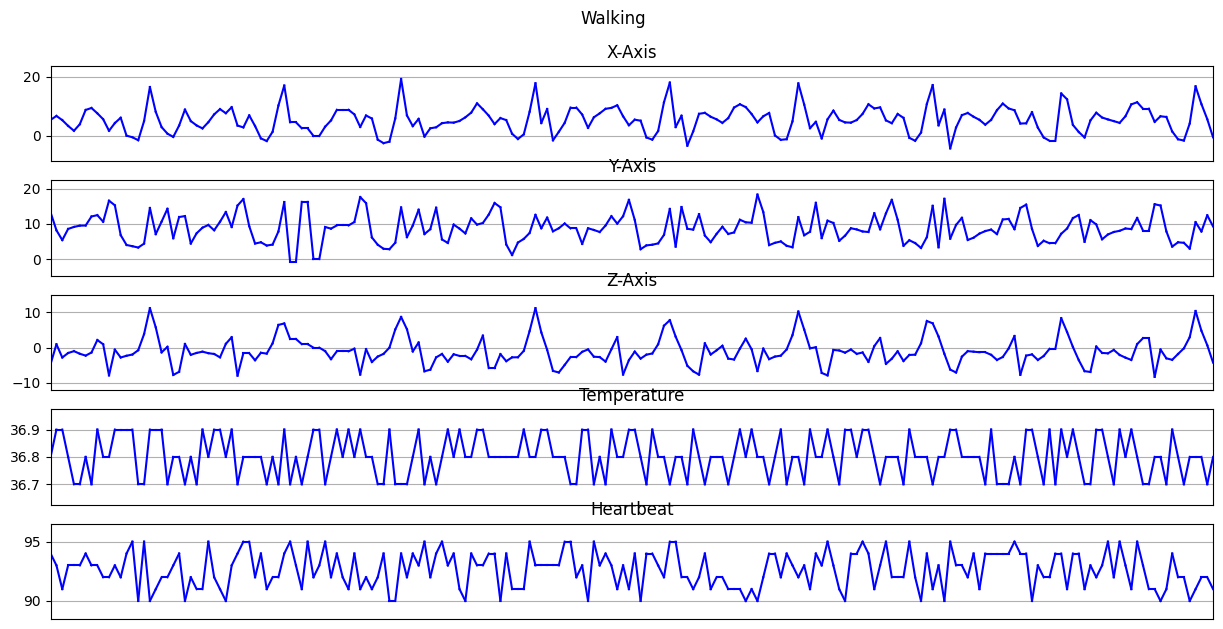 Walking
X-Axis
20
0
Y-Axis
20
10
0
Z-Axis
10
0
−10
Temperature
36.9
36.8
36.7
Heartbeat
95
90